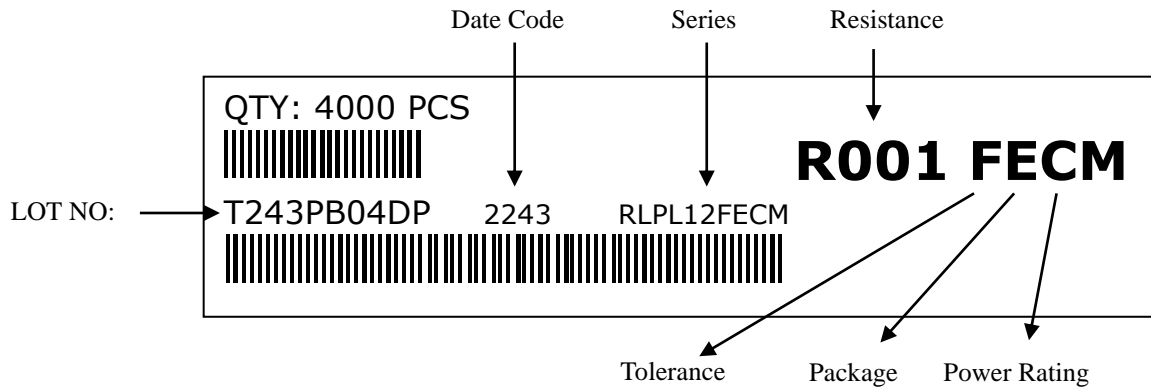 Date Code Series Resistance
QTY: 4000 PCS
R001 FECM
LOT NO: T243PB04DP 2243 RLPL12FECM
Tolerance Package Power Rating